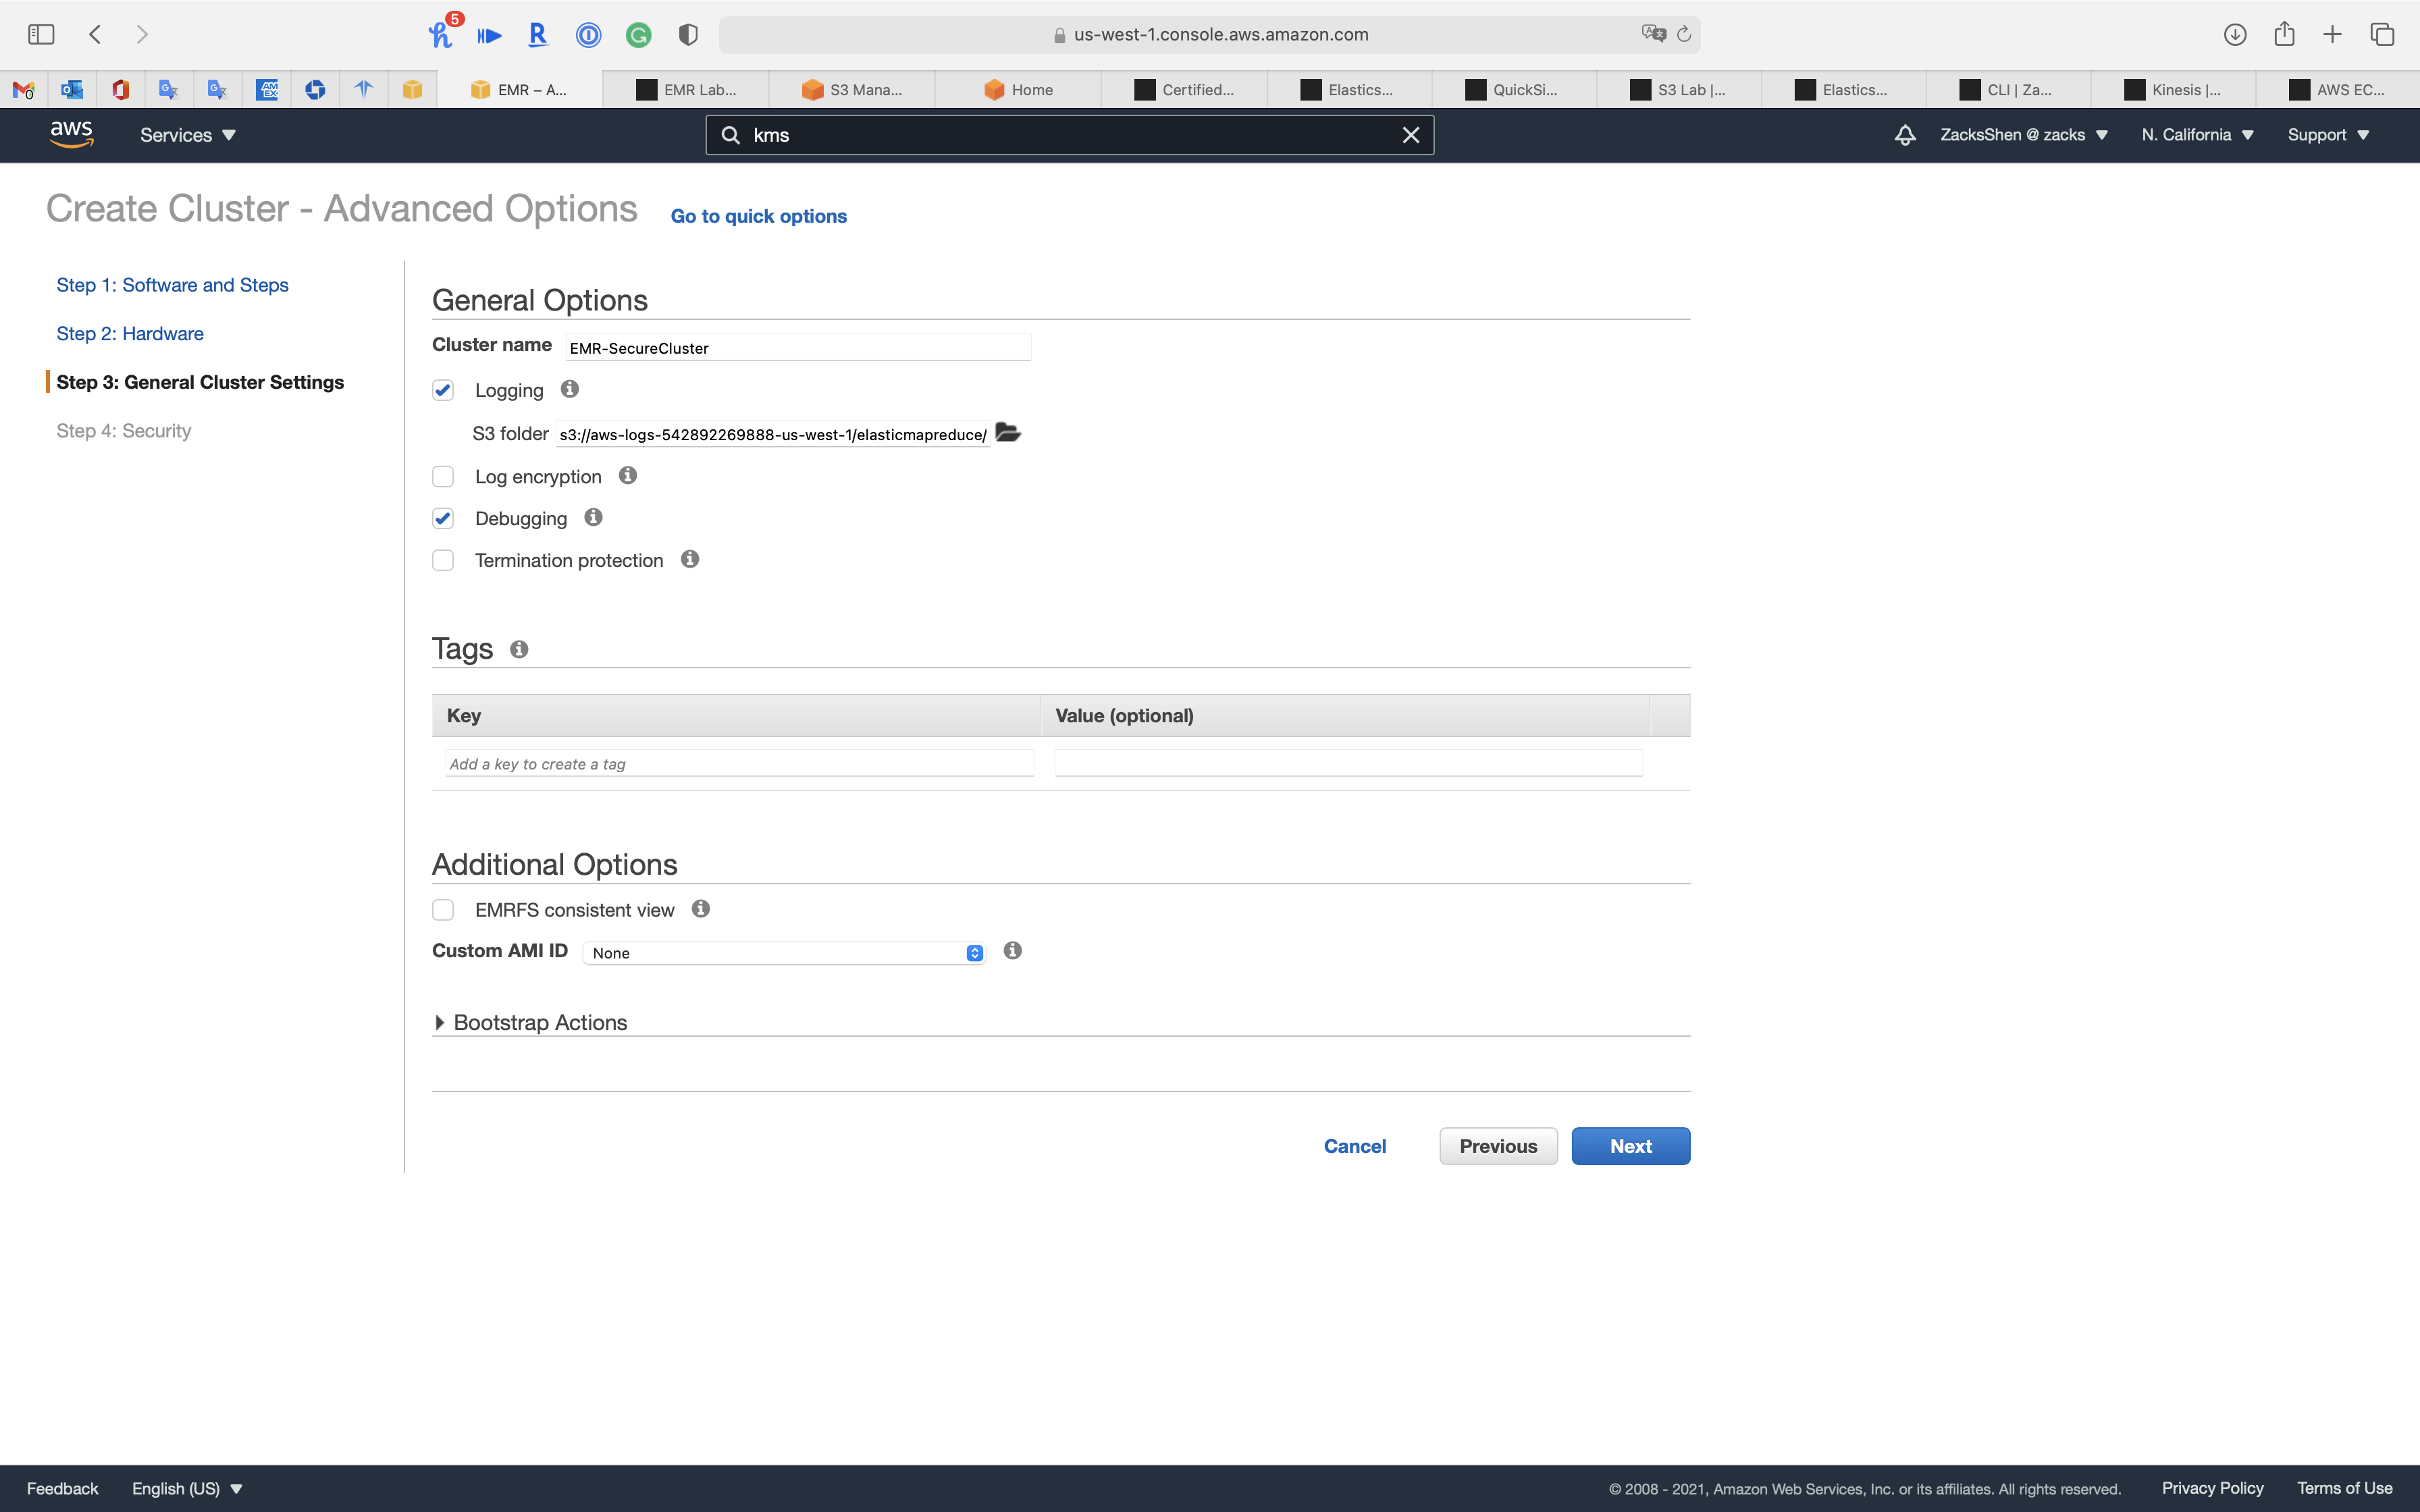 5
us-west-1.console.aws.amazon.com
EMR – A...
EMR Lab...
S3 Mana...
Home
Certified...
Elastics...
QuickSi...
S3 Lab |...
Elastics...
CLI | Za...
Kinesis |...
AWS EC...
aws
Services
kms
ZacksShen @ zacks
N. California
Support
Create Cluster - Advanced Options
Go to quick options
Step 1: Software and Steps
Step 2: Hardware
Step 3: General Cluster Settings
Step 4: Security
General Options
Cluster name EMR-SecureCluster
Logging
S3 folder s3://aws-logs-542892269888-us-west-1/elasticmapreduce/
Log encryption
Debugging
Termination protection
Tags
Key Value (optional)
Add a key to create a tag
Additional Options
EMRFS consistent view
Custom AMI ID None
Bootstrap Actions
Cancel Previous Next
Feedback English (US)
© 2008 - 2021, Amazon Web Services, Inc. or its affiliates. All rights reserved. Privacy Policy Terms of Use